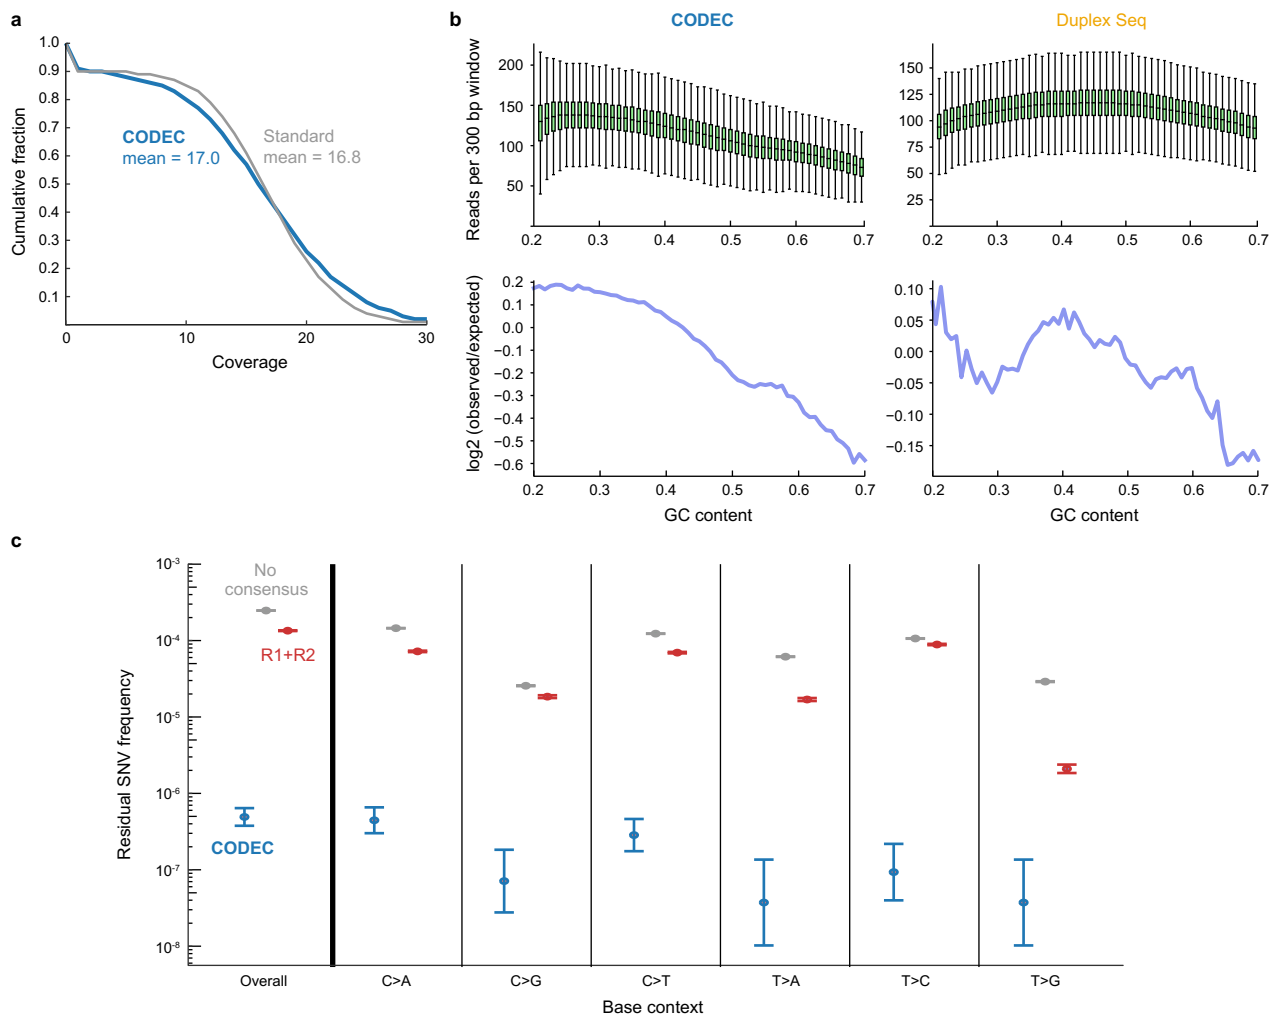 a
1.0
0.9
0.8
0.7
0.6
0.5
0.4
0.3
0.2
0.1
Cumulative fraction
CODEC
mean = 17.0
Standard
mean = 16.8
0 10 20 30
Coverage
b
CODEC
Duplex Seq
Reads per 300 bp window
200
150
100
50
0.2 0.3 0.4 0.5 0.6 0.7
150
125
100
75
50
25
0.2 0.3 0.4 0.5 0.6 0.7
log2 (observed/expected)
0.2
0.1
0.0
−0.1
−0.2
−0.3
−0.4
−0.5
−0.6
0.2 0.3 0.4 0.5 0.6 0.7
GC content
0.10
0.05
0.00
−0.05
−0.10
−0.15
0.2 0.3 0.4 0.5 0.6 0.7
GC content
c
Residual SNV frequency
10-3
10-4
10-5
10-6
10-7
10-8
No
consensus
R1+R2
CODEC
Overall C>A C>G C>T T>A T>C T>G
Base context